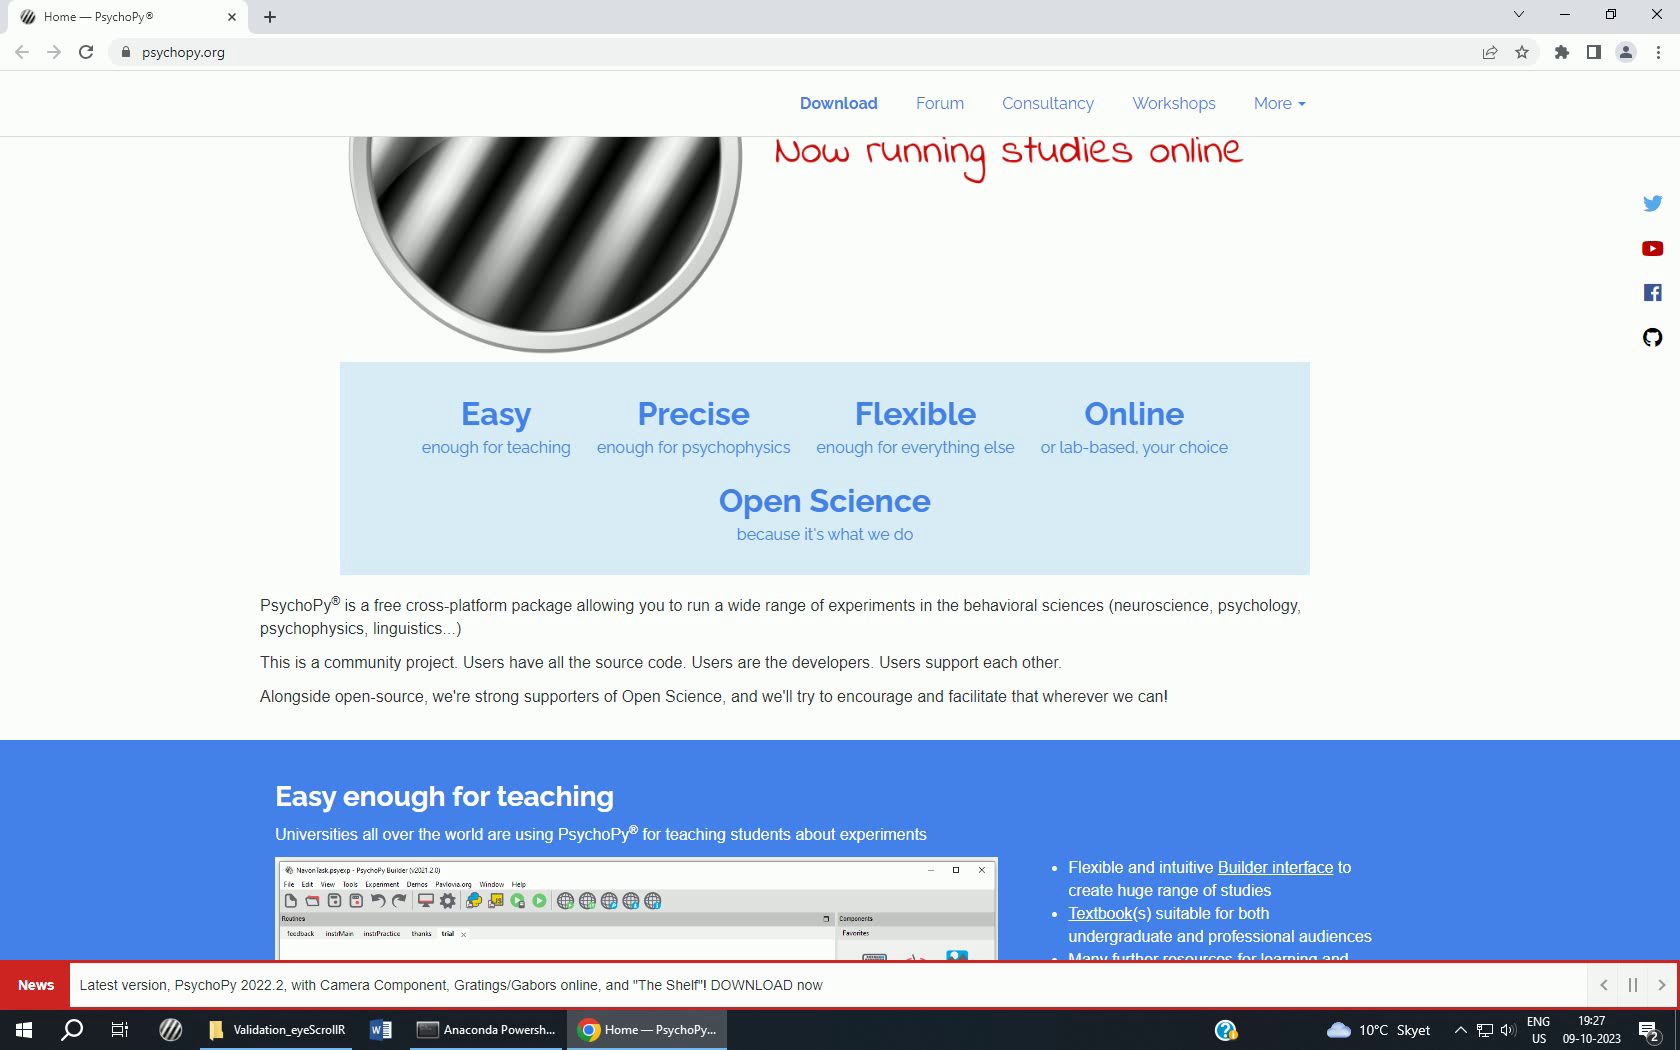 Home — PsychoPy®
psychopy.org
Download Forum Consultancy Workshops More
Now running studies online
Easy Precise Flexible Online
enough for teaching enough for psychophysics enough for everything else or lab-based, your choice
Open Science
because it's what we do
PsychoPy® is a free cross-platform package allowing you to run a wide range of experiments in the behavioral sciences (neuroscience, psychology,
psychophysics, linguistics...)
This is a community project. Users have all the source code. Users are the developers. Users support each other.
Alongside open-source, we're strong supporters of Open Science, and we'll try to encourage and facilitate that wherever we can!
Easy enough for teaching
Universities all over the world are using PsychoPy® for teaching students about experiments
NavonTask.psyexp - PsychoPy Builder (v2021.2.0)
File Edit View Tools Experiment Demos Pavlovia.org Window Help
Routines Components
feedback instrMain instrPractice thanks trial Favorites
• Flexible and intuitive Builder interface to
create huge range of studies
• Textbook(s) suitable for both
undergraduate and professional audiences
• Many further resources for learning and
News Latest version, PsychoPy 2022.2, with Camera Component, Gratings/Gabors online, and "The Shelf"! DOWNLOAD now
Validation_eyeScrollR Anaconda Powersh... Home — PsychoPy... 10°C Skyet ENG US 19:27 09-10-2023 2